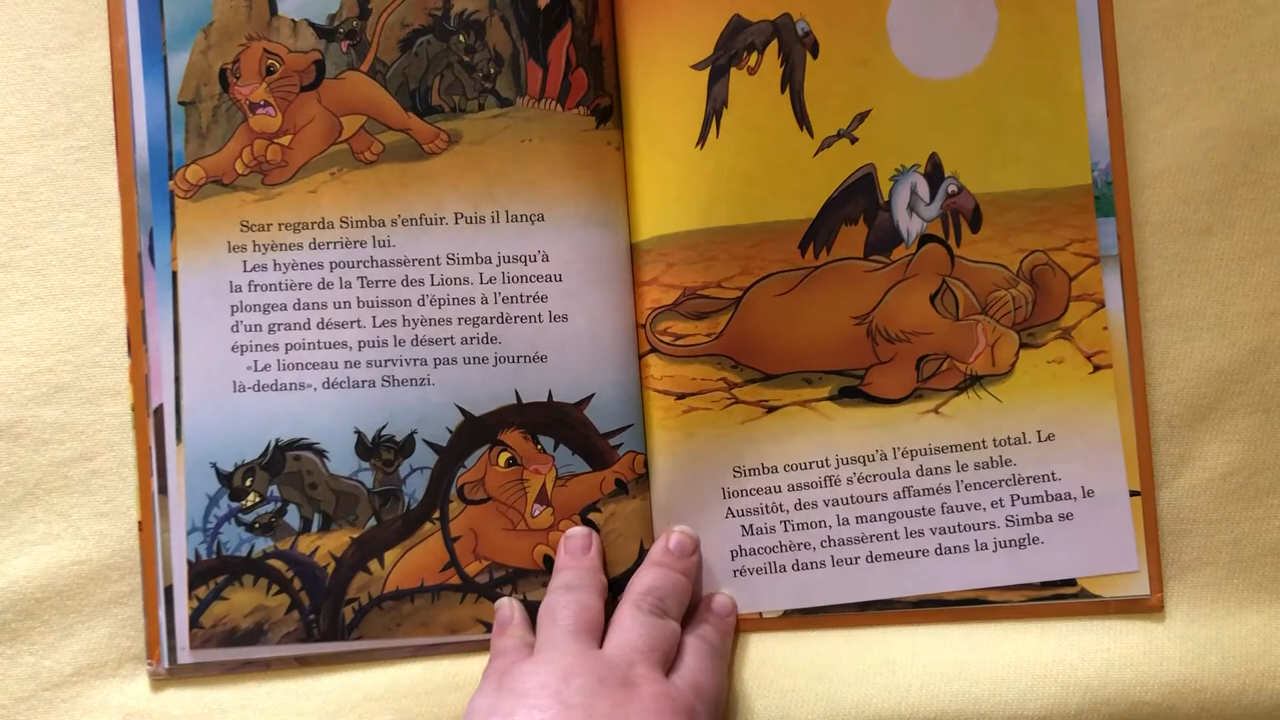 Scar regarda Simba s'enfuir. Puis il lança
les hyènes derrière lui.
Les hyènes pourchassèrent Simba jusqu'à
la frontière de la Terre des Lions. Le lionceau
plongea dans un buisson d'épines à l'entrée
d'un grand désert. Les hyènes regardèrent les
épines pointues, puis le désert aride.
«Le lionceau ne survivra pas une journée
là-dedans», déclara Shenzi.
Simba courut jusqu'à l'épuisement total. Le
lionceau assoiffé s'écroula dans le sable.
Aussitôt, des vautours affamés l'encerclèrent.
Mais Timon, la mangouste fauve, et Pumbaa, le
phacochère, chassèrent les vautours. Simba se
réveilla dans leur demeure dans la jungle.